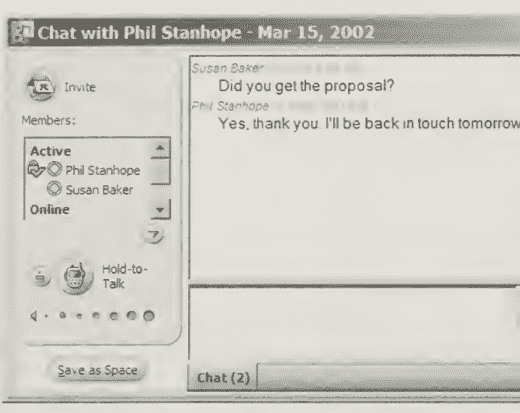 Chat with Phil Stanhope - Mar 15, 2002
Invite
Members:
Active
Phil Stanhope
Susan Baker
Online
Hold-to-
Talk
Save as Space
Susan Baker
Did you get the proposal?
Phil Stanhope
Yes, thank you. I'll be back in touch tomorrow
Chat (2)